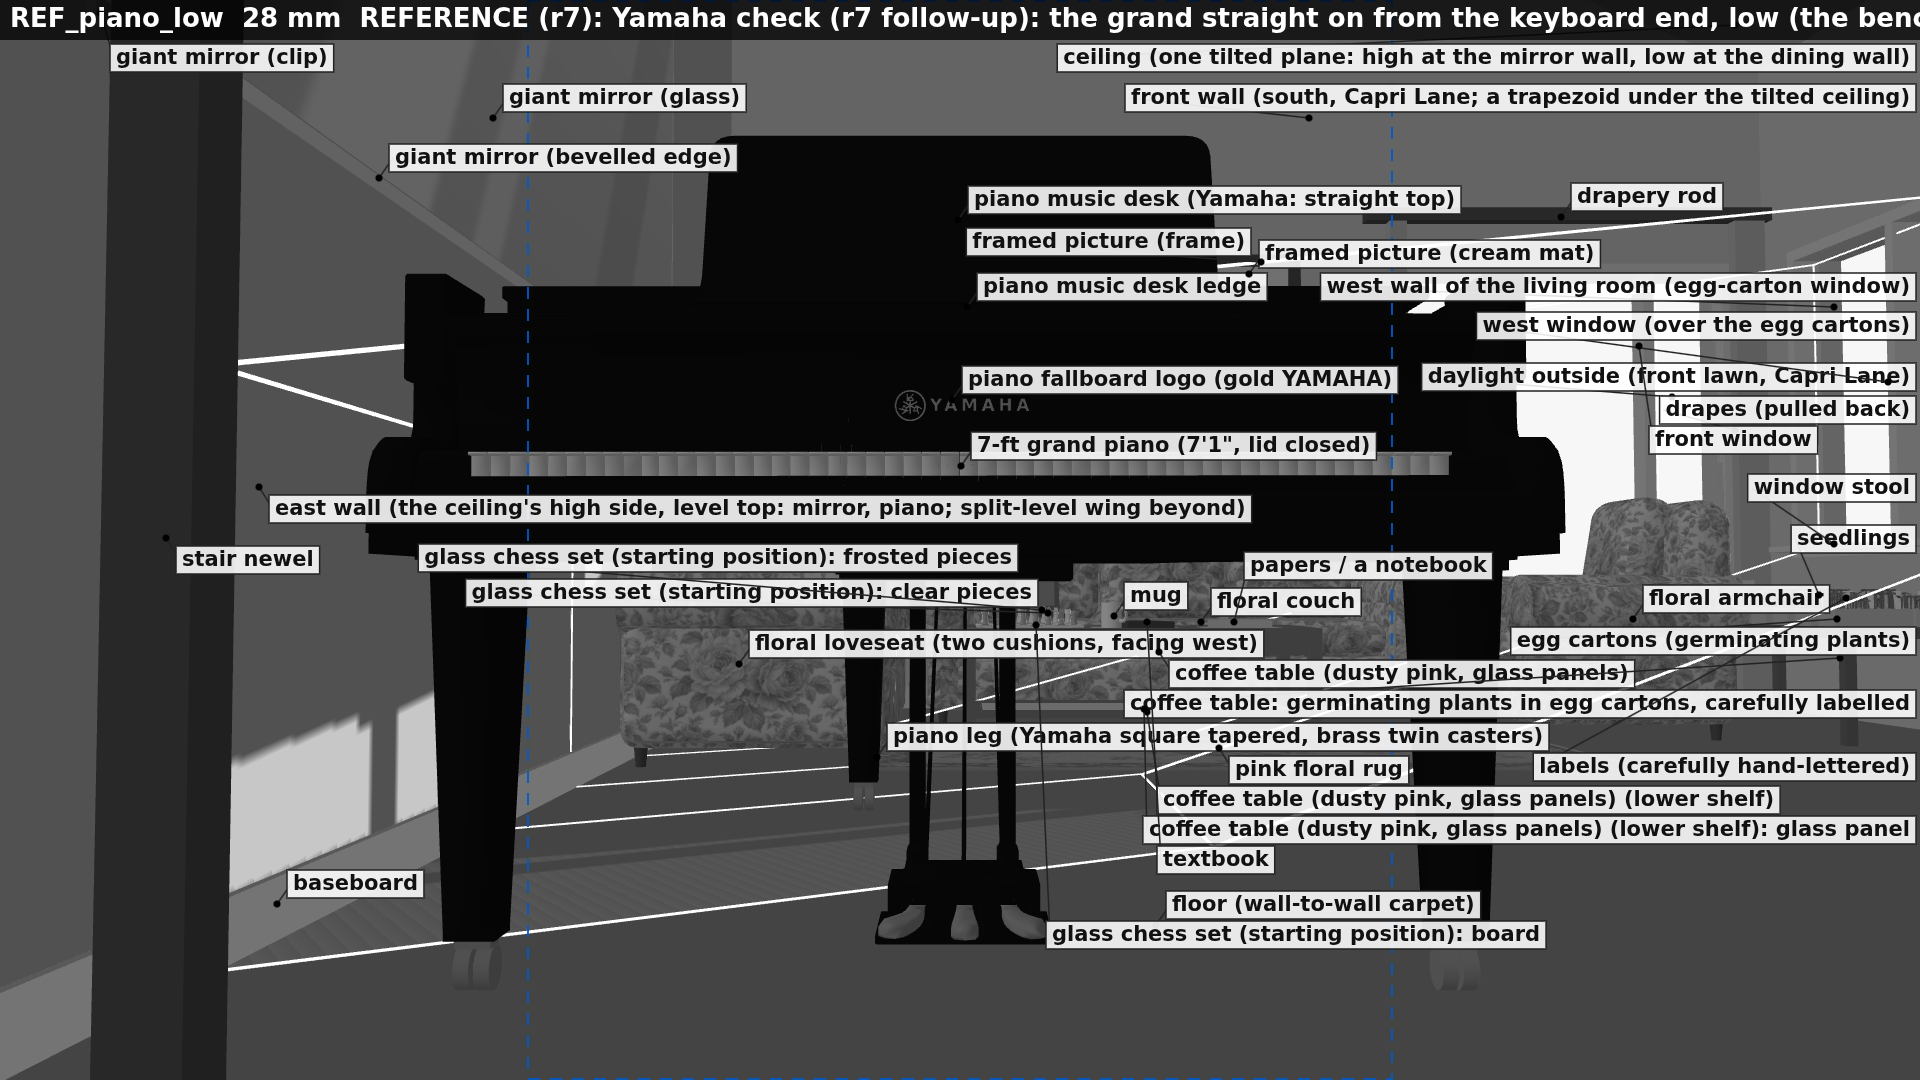 REF_piano_low 28 mm REFERENCE (r7): Yamaha check (r7 follow-up): the grand straight on from the keyboard end, low (the benc
giant mirror (clip)
ceiling (one tilted plane: high at the mirror wall, low at the dining wall)
giant mirror (glass)
front wall (south, Capri Lane; a trapezoid under the tilted ceiling)
giant mirror (bevelled edge)
piano music desk (Yamaha: straight top)
drapery rod
framed picture (frame)
framed picture (cream mat)
piano music desk ledge
west wall of the living room (egg-carton window)
west window (over the egg cartons)
piano fallboard logo (gold YAMAHA)
daylight outside (front lawn, Capri Lane)
YAMAHA
drapes (pulled back)
front window
7-ft grand piano (7'1", lid closed)
window stool
east wall (the ceiling's high side, level top: mirror, piano; split-level wing beyond)
seedlings
stair newel
glass chess set (starting position): frosted pieces
papers / a notebook
glass chess set (starting position): clear pieces
mug
floral couch
floral armchair
floral loveseat (two cushions, facing west)
egg cartons (germinating plants)
coffee table (dusty pink, glass panels)
coffee table: germinating plants in egg cartons, carefully labelled
piano leg (Yamaha square tapered, brass twin casters)
pink floral rug
labels (carefully hand-lettered)
coffee table (dusty pink, glass panels) (lower shelf)
coffee table (dusty pink, glass panels) (lower shelf): glass panel
textbook
baseboard
floor (wall-to-wall carpet)
glass chess set (starting position): board